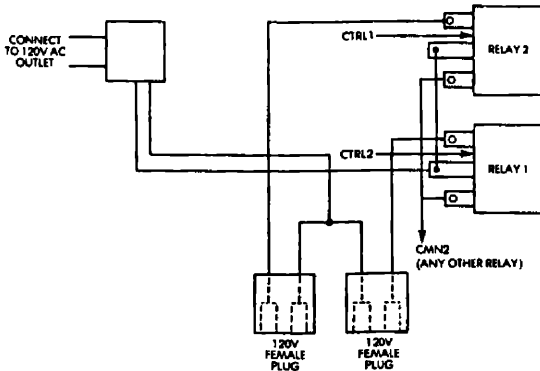 CONNECT
TO 120V AC
OUTLET
CTRL1
RELAY 2
CTRL2
RELAY 1
CMN2
(ANY OTHER RELAY)
120V
FEMALE
PLUG
120V
FEMALE
PLUG